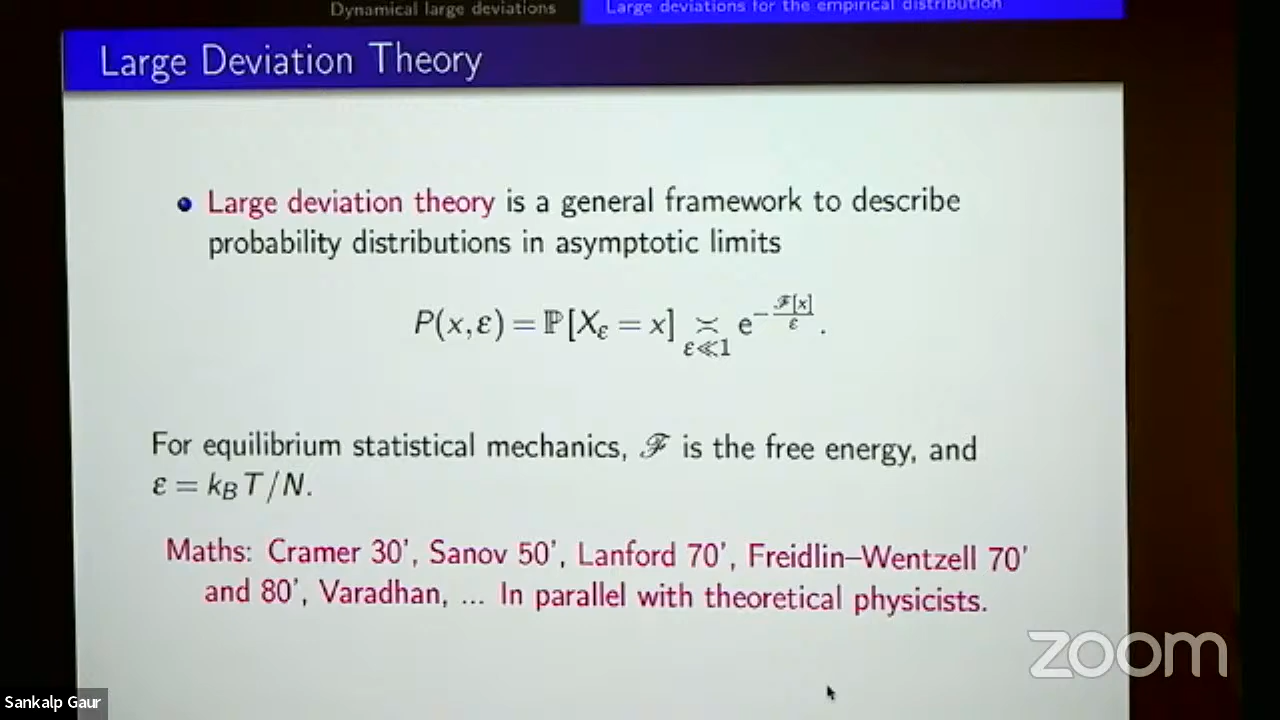 Dynamical large deviations
Large deviations for the empirical distribution
Large Deviation Theory
Large deviation theory is a general framework to describe
probability distributions in asymptotic limits
P(x,ε) = ℙ[X_ε = x] ≍_{ε≪1} e^{-ℱ[x]/ε}.
For equilibrium statistical mechanics, ℱ is the free energy, and
ε = k_B T/N.
Maths: Cramer 30', Sanov 50', Lanford 70', Freidlin–Wentzell 70'
and 80', Varadhan, ... In parallel with theoretical physicists.
zoom
Sankalp Gaur